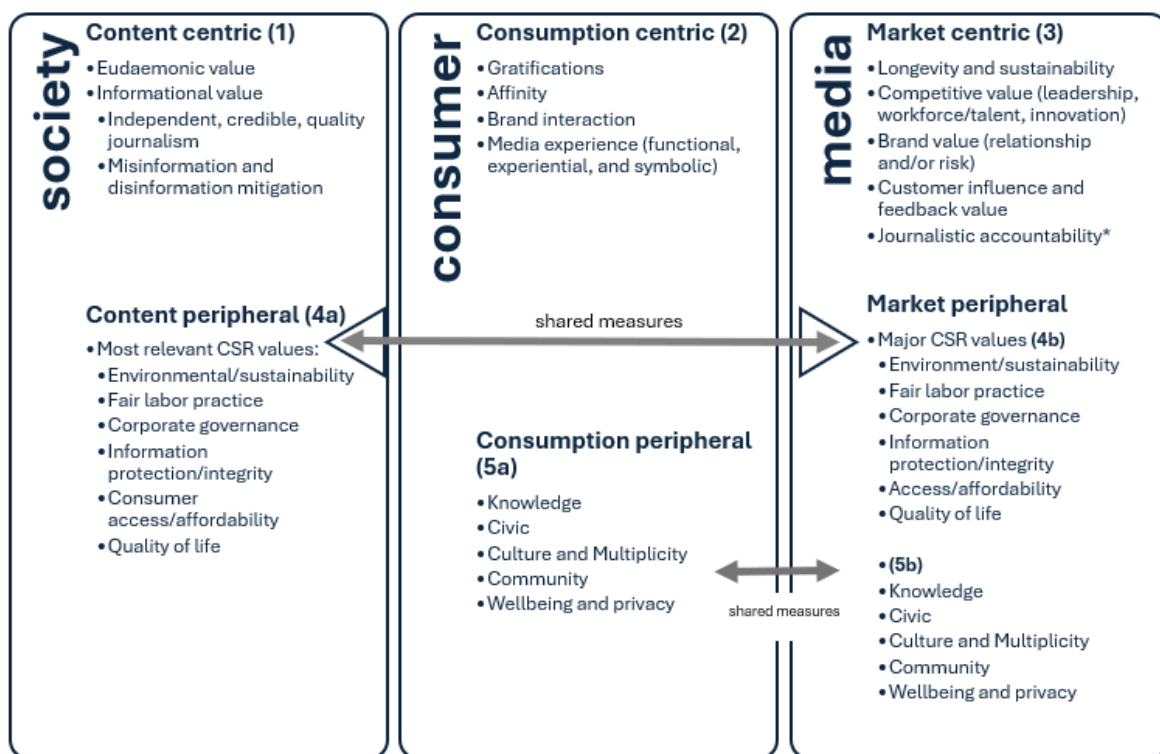 society
Content centric (1)
•Eudaemonic value
•Informational value
•Independent, credible, quality
journalism
•Misinformation and
disinformation mitigation
Content peripheral (4a)
•Most relevant CSR values:
•Environmental/sustainability
•Fair labor practice
•Corporate governance
•Information
protection/integrity
•Consumer
access/affordability
•Quality of life
consumer
Consumption centric (2)
•Gratifications
•Affinity
•Brand interaction
•Media experience (functional,
experiential, and symbolic)
shared measures
Consumption peripheral
(5a)
•Knowledge
•Civic
•Culture and Multiplicity
•Community
•Wellbeing and privacy
shared measures
media
Market centric (3)
•Longevity and sustainability
•Competitive value (leadership,
workforce/talent, innovation)
•Brand value (relationship
and/or risk)
•Customer influence and
feedback value
•Journalistic accountability*
Market peripheral
•Major CSR values (4b)
•Environment/sustainability
•Fair labor practice
•Corporate governance
•Information
protection/integrity
•Access/affordability
•Quality of life
•(5b)
•Knowledge
•Civic
•Culture and Multiplicity
•Community
•Wellbeing and privacy